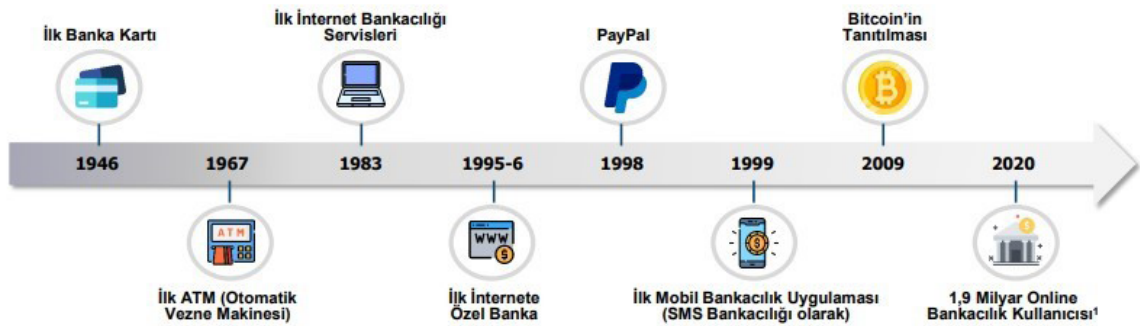 İlk Banka Kartı
İlk İnternet Bankacılığı
Servisleri
PayPal
Bitcoin’in
Tanıtılması
1946
1967
1983
1995-6
1998
1999
2009
2020
ATM
WWW
İlk ATM (Otomatik
Vezne Makinesi)
İlk İnternete
Özel Banka
İlk Mobil Bankacılık Uygulaması
(SMS Bankacılığı olarak)
1,9 Milyar Online
Bankacılık Kullanıcısı¹